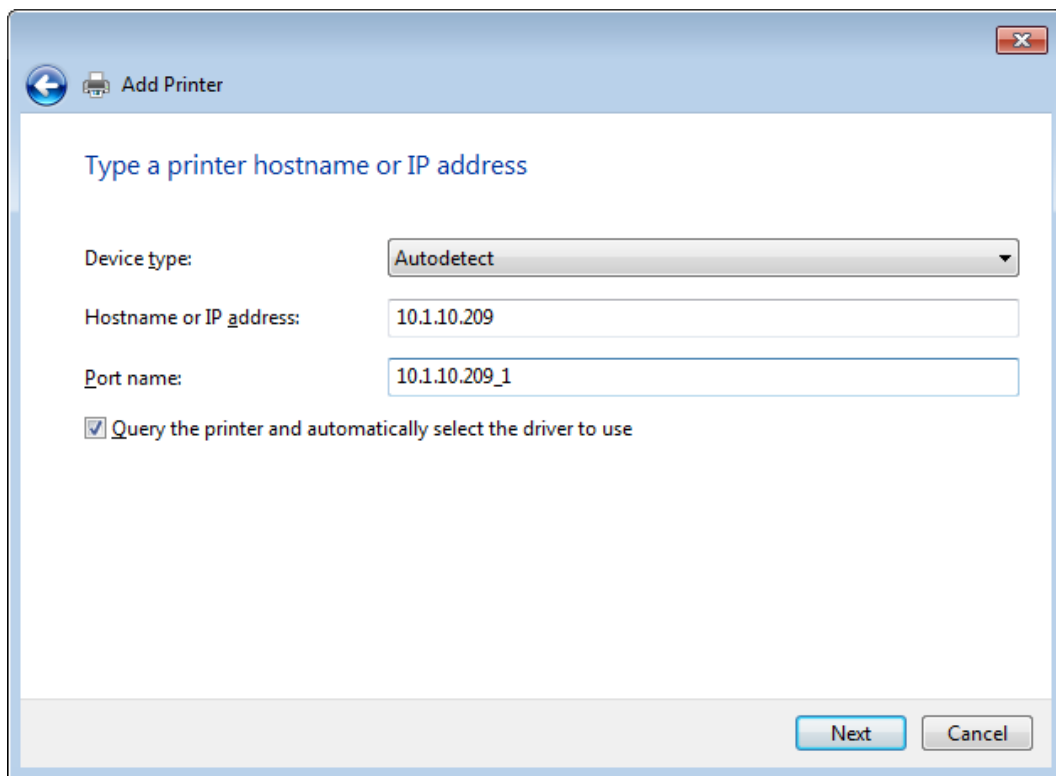 Add Printer
Type a printer hostname or IP address
Device type: Autodetect
Hostname or IP address: 10.1.10.209
Port name: 10.1.10.209_1
Query the printer and automatically select the driver to use
Next Cancel